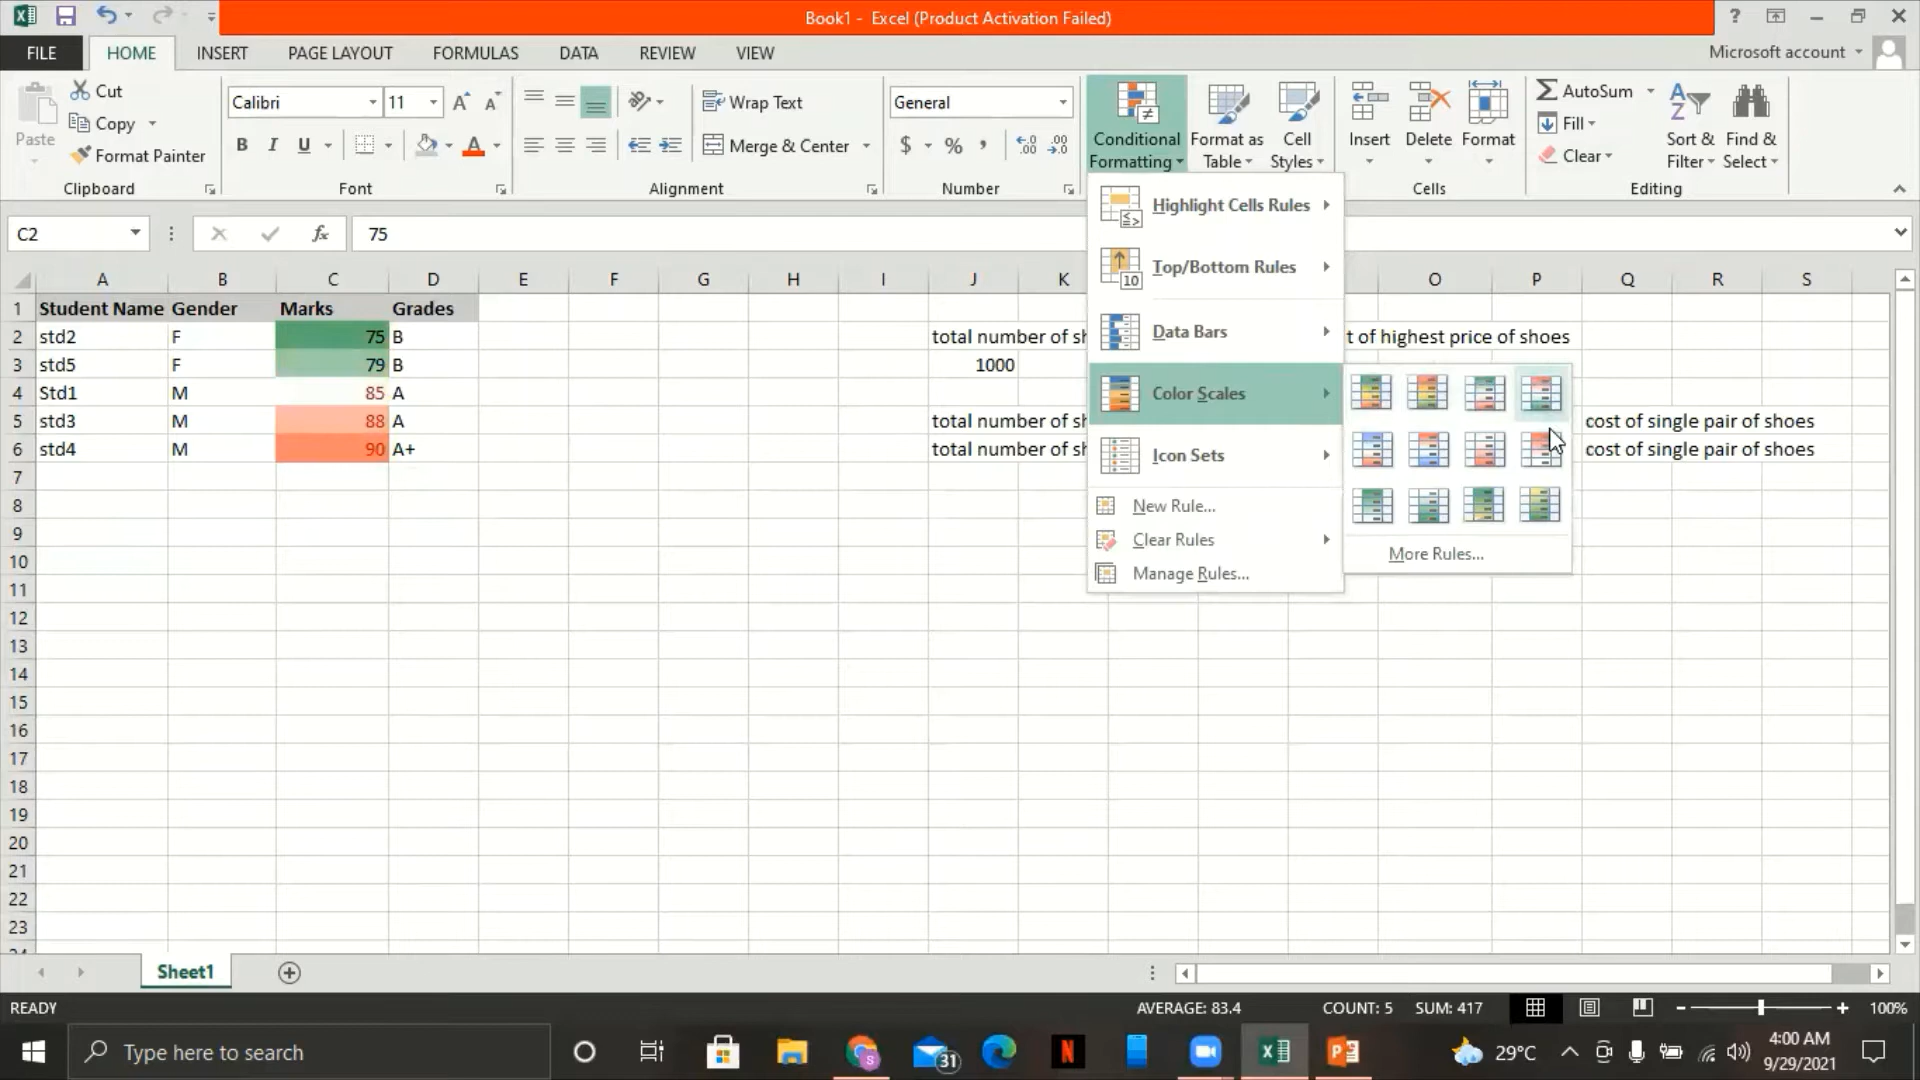 Book1 - Excel (Product Activation Failed)
?
FILE HOME INSERT PAGE LAYOUT FORMULAS DATA REVIEW VIEW Microsoft account
Paste Cut
Copy
Format Painter
Clipboard
Calibri 11
B I U
Font
Wrap Text
Merge & Center
Alignment
General
$ % ,
Number
Conditional Formatting
Format as Table
Cell Styles
Insert Delete Format
Cells
AutoSum
Fill
Clear
Sort & Filter
Find & Select
Editing
C2 fx 75
A B C D E F G H I J K O P Q R S
1 Student Name Gender Marks Grades
2 std2 F 75 B total number of sh t of highest price of shoes
3 std5 F 79 B 1000
4 Std1 M 85 A
5 std3 M 88 A total number of sh cost of single pair of shoes
6 std4 M 90 A+ total number of sh cost of single pair of shoes
7
8
9
10
11
12
13
14
15
16
17
18
19
20
21
22
23
Highlight Cells Rules
Top/Bottom Rules
Data Bars
Color Scales
Icon Sets
New Rule...
Clear Rules
Manage Rules...
More Rules...
Sheet1
READY AVERAGE: 83.4 COUNT: 5 SUM: 417 100%
Type here to search
31
29°C
4:00 AM
9/29/2021